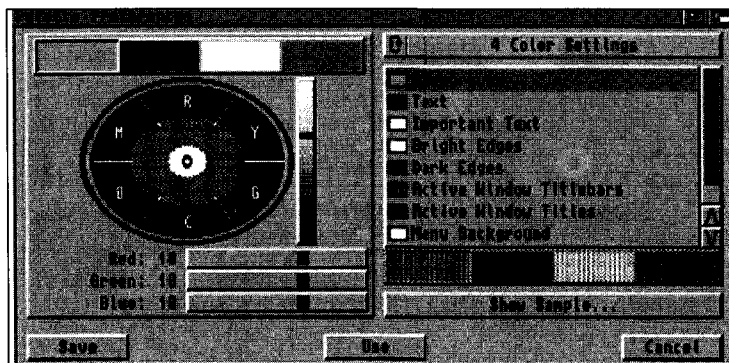 4 Color Settings
Text
Important Text
Bright Edges
Dark Edges
Active Window Titlebars
Active Window Titles
Menu Background
R
M Y
B G
C
Red: 10
Green: 10
Blue: 10
Show Sample...
Save Use Cancel